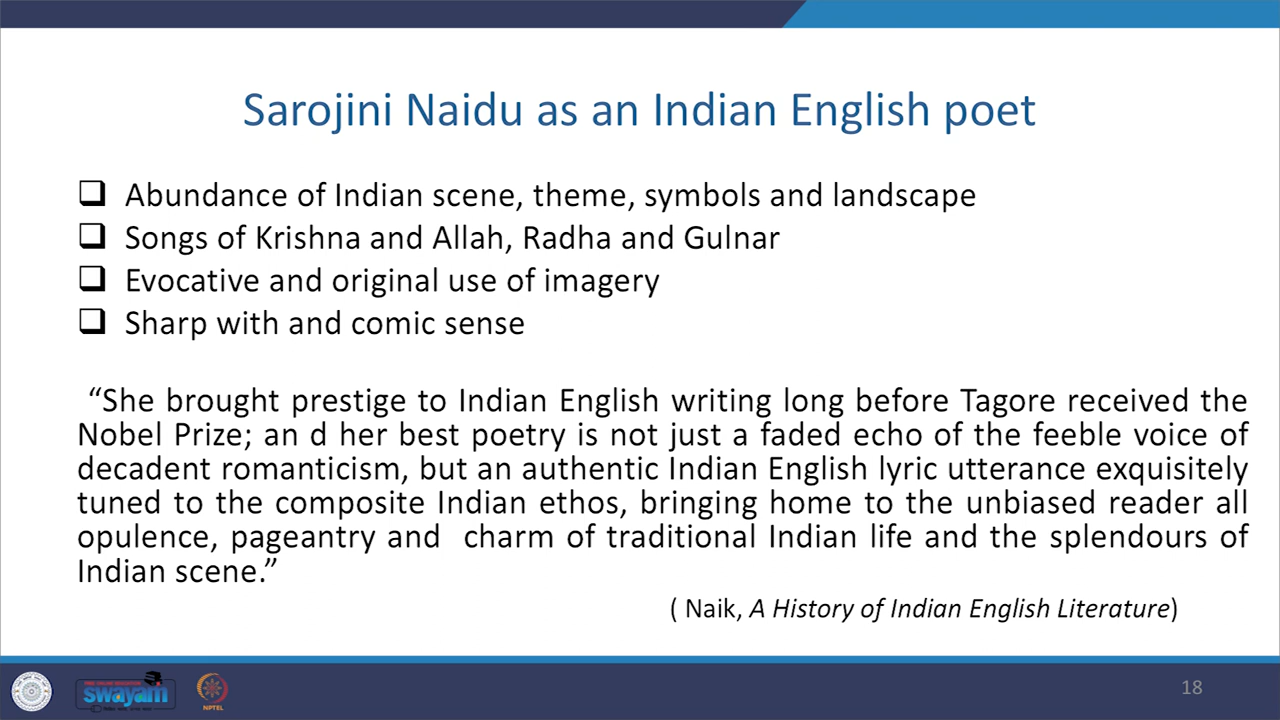 Sarojini Naidu as an Indian English poet
❑ Abundance of Indian scene, theme, symbols and landscape
❑ Songs of Krishna and Allah, Radha and Gulnar
❑ Evocative and original use of imagery
❑ Sharp with and comic sense
“She brought prestige to Indian English writing long before Tagore received the
Nobel Prize; an d her best poetry is not just a faded echo of the feeble voice of
decadent romanticism, but an authentic Indian English lyric utterance exquisitely
tuned to the composite Indian ethos, bringing home to the unbiased reader all
opulence, pageantry and charm of traditional Indian life and the splendours of
Indian scene.”
( Naik, A History of Indian English Literature)
swayam
NPTEL
18